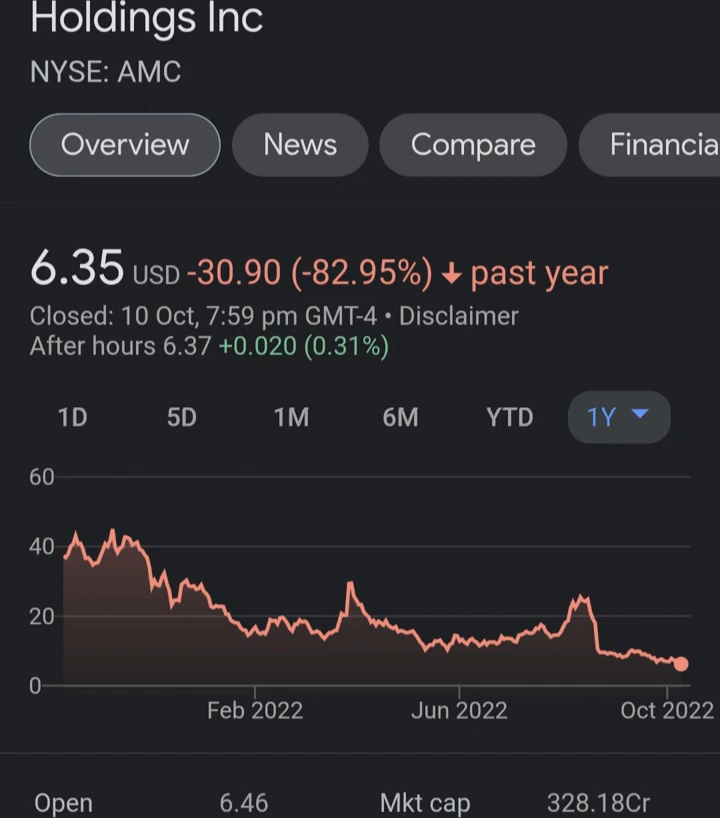 Holdings Inc
NYSE: AMC
Overview News Compare Financia
6.35 USD -30.90 (-82.95%) ↓ past year
Closed: 10 Oct, 7:59 pm GMT-4 • Disclaimer
After hours 6.37 +0.020 (0.31%)
1D 5D 1M 6M YTD 1Y
60
40
20
0
Feb 2022 Jun 2022 Oct 2022
Open 6.46 Mkt cap 328.18Cr